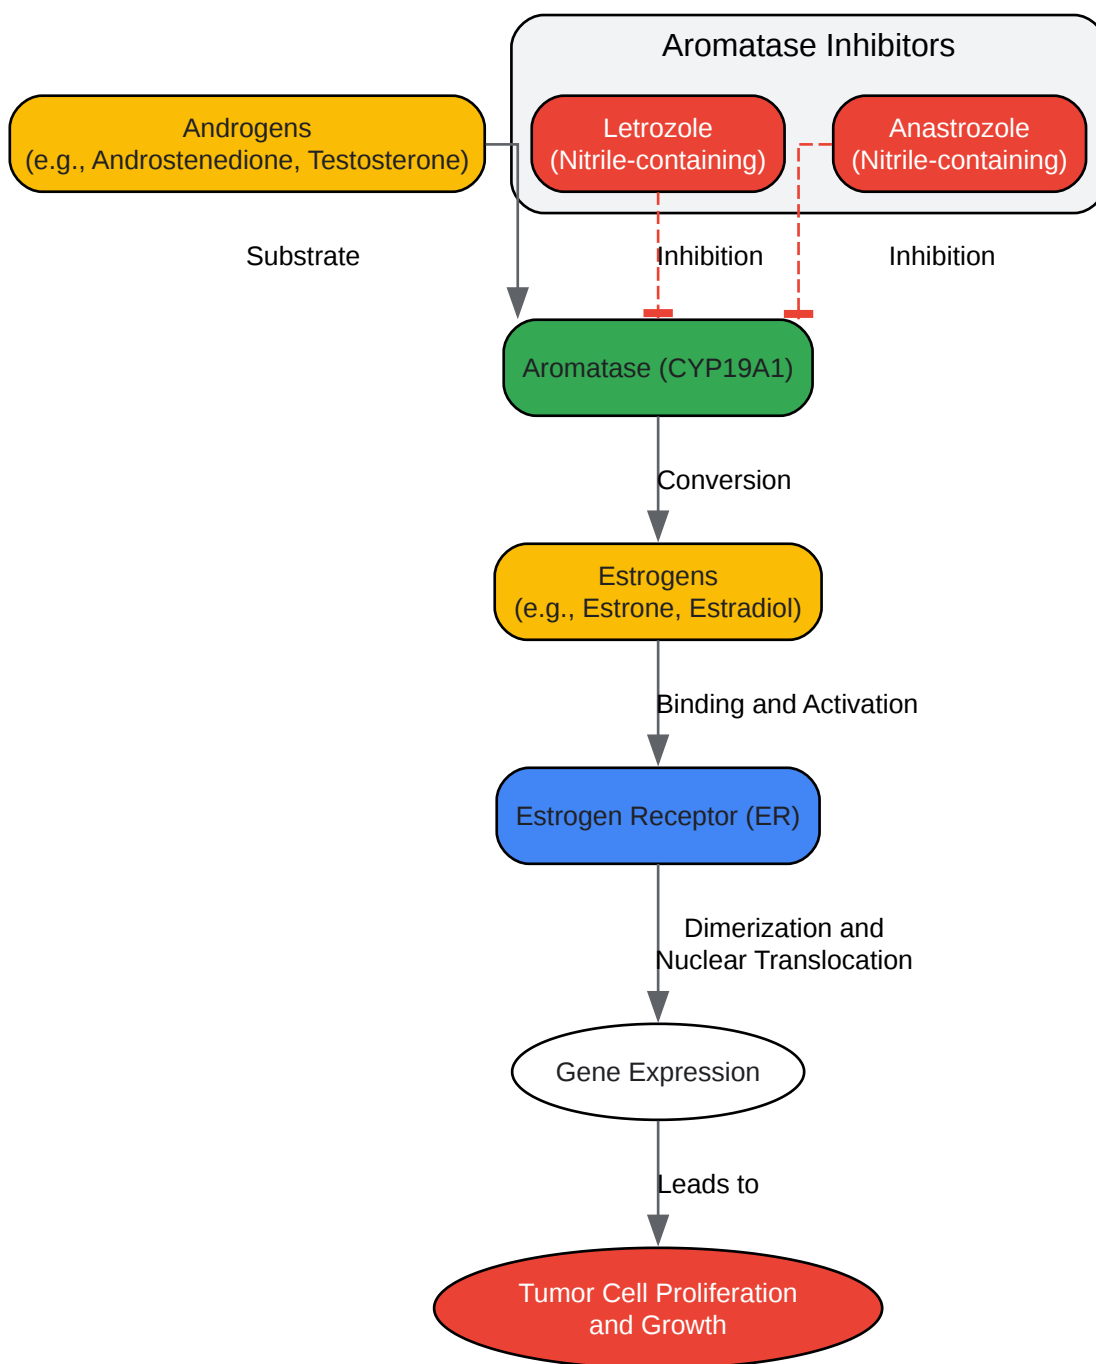 Aromatase Inhibitors
Androgens
(e.g., Androstenedione, Testosterone)
Letrozole
(Nitrile-containing)
Anastrozole
(Nitrile-containing)
Substrate
Inhibition
Inhibition
Aromatase (CYP19A1)
Conversion
Estrogens
(e.g., Estrone, Estradiol)
Binding and Activation
Estrogen Receptor (ER)
Dimerization and
Nuclear Translocation
Gene Expression
Leads to
Tumor Cell Proliferation
and Growth